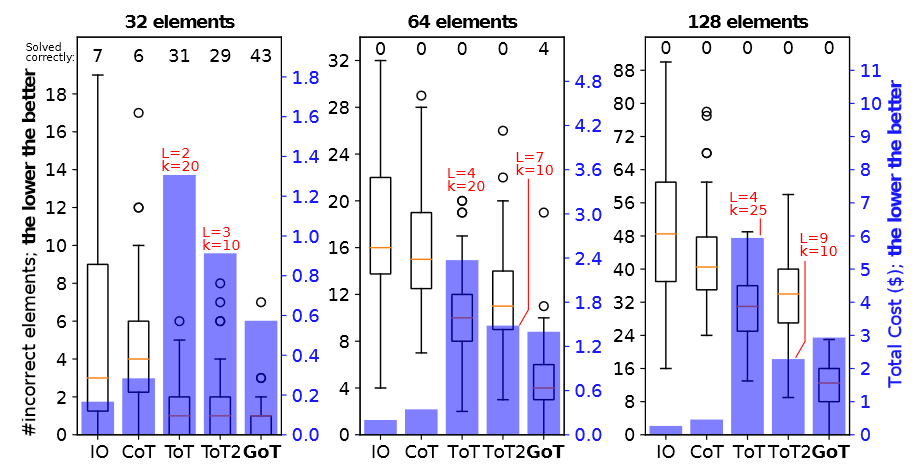 32 elements
64 elements
128 elements
Solved
correctly:
7 6 31 29 43
0 0 0 0 4
0 0 0 0 0
#incorrect elements; the lower the better
18
16
14
12
10
8
6
4
2
0
L=2
k=20
L=3
k=10
1.8
1.6
1.4
1.2
1.0
0.8
0.6
0.4
0.2
0.0
IO CoT ToT ToT2 GoT
32
28
24
20
16
12
8
4
0
L=4
k=20
L=7
k=10
4.8
4.2
3.6
3.0
2.4
1.8
1.2
0.6
0.0
IO CoT ToT ToT2 GoT
88
80
72
64
56
48
40
32
24
16
8
0
L=4
k=25
L=9
k=10
11
10
9
8
7
6
5
4
3
2
1
0
IO CoT ToT ToT2 GoT
Total Cost ($); the lower the better